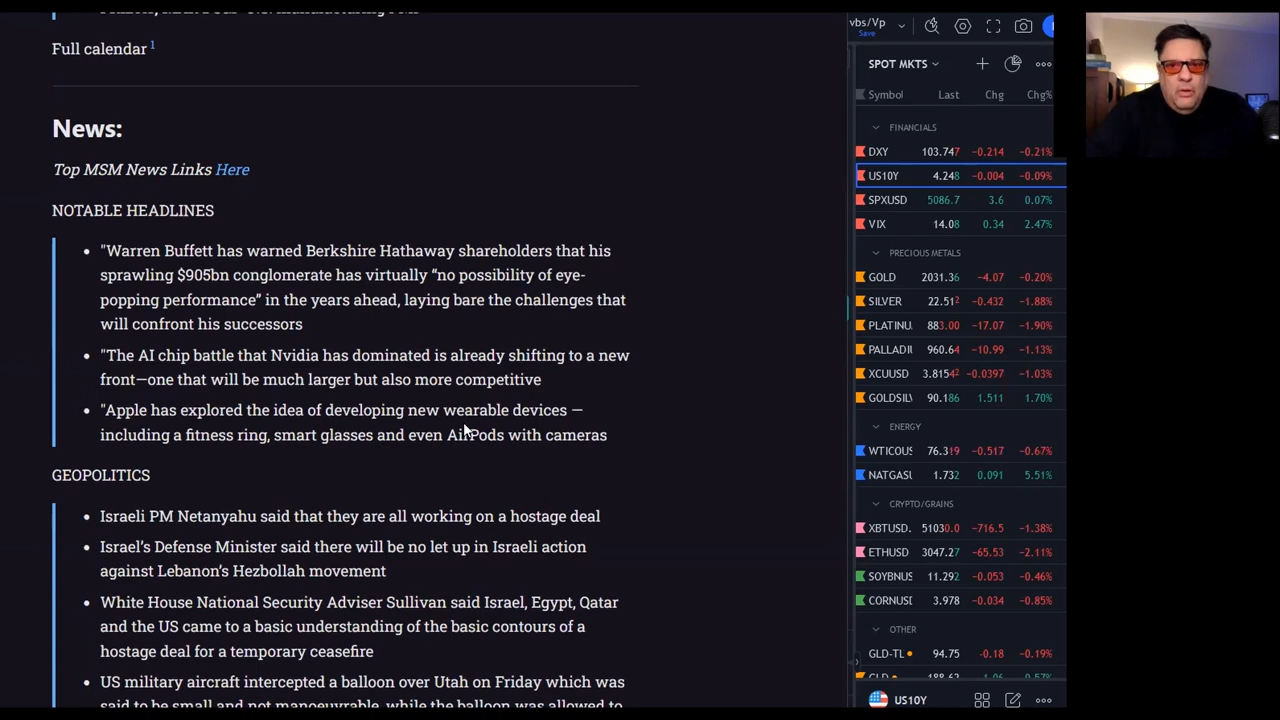 Full calendar 1
News:
Top MSM News Links Here
NOTABLE HEADLINES
"Warren Buffett has warned Berkshire Hathaway shareholders that his
sprawling $905bn conglomerate has virtually “no possibility of eye-
popping performance” in the years ahead, laying bare the challenges that
will confront his successors
"The AI chip battle that Nvidia has dominated is already shifting to a new
front—one that will be much larger but also more competitive
"Apple has explored the idea of developing new wearable devices —
including a fitness ring, smart glasses and even AirPods with cameras
GEOPOLITICS
Israeli PM Netanyahu said that they are all working on a hostage deal
Israel’s Defense Minister said there will be no let up in Israeli action
against Lebanon’s Hezbollah movement
White House National Security Adviser Sullivan said Israel, Egypt, Qatar
and the US came to a basic understanding of the basic contours of a
hostage deal for a temporary ceasefire
US military aircraft intercepted a balloon over Utah on Friday which was
said to be small and not manoeuvrable, while the balloon was allowed to
vbs/Vp
Save
SPOT MKTS
Symbol Last Chg Chg%
FINANCIALS
DXY 103.747 −0.214 −0.21%
US10Y 4.248 −0.004 −0.09%
SPXUSD 5086.7 3.6 0.07%
VIX 14.08 0.34 2.47%
PRECIOUS METALS
GOLD 2031.36 −4.07 −0.20%
SILVER 22.512 −0.432 −1.88%
PLATINU 883.00 −17.07 −1.90%
PALLADI 960.64 −10.99 −1.13%
XCUUSD 3.81542 −0.0397 −1.03%
GOLDSIL 90.186 1.511 1.70%
ENERGY
WTICOUS 76.319 −0.517 −0.67%
NATGASU 1.732 0.091 5.51%
CRYPTO/GRAINS
XBTUSD. 51030.0 −716.5 −1.38%
ETHUSD 3047.27 −65.53 −2.11%
SOYBNUS 11.292 −0.053 −0.46%
CORNUSD 3.978 −0.034 −0.85%
OTHER
GLD-TL 94.75 −0.18 −0.19%
US10Y